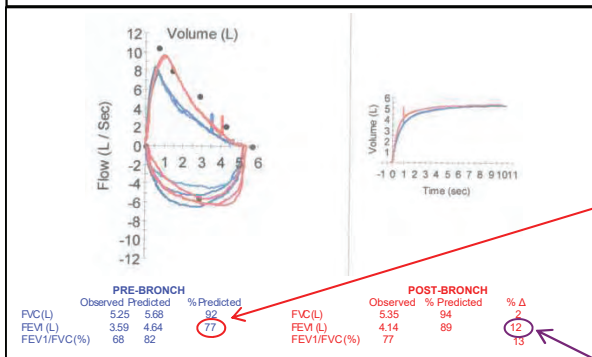 Volume (L)
12
10
8
6
4
2
0
-2
-4
-6
-8
-10
-12
1 2 3 4 5 6
Flow (L / Sec)
6
5
4
3
2
1
-1 0 1 2 3 4 5 6 7 8 9 10 11
Volume (L)
Time (sec)
PRE-BRONCH
Observed Predicted %Predicted
FVC(L) 5.25 5.68 92
FEVI (L) 3.59 4.64 77
FEV1/FVC(%) 68 82
POST-BRONCH
Observed % Predicted % Δ
FVC(L) 5.35 94 2
FEVI (L) 4.14 89 12
FEV1/FVC(%) 77 13